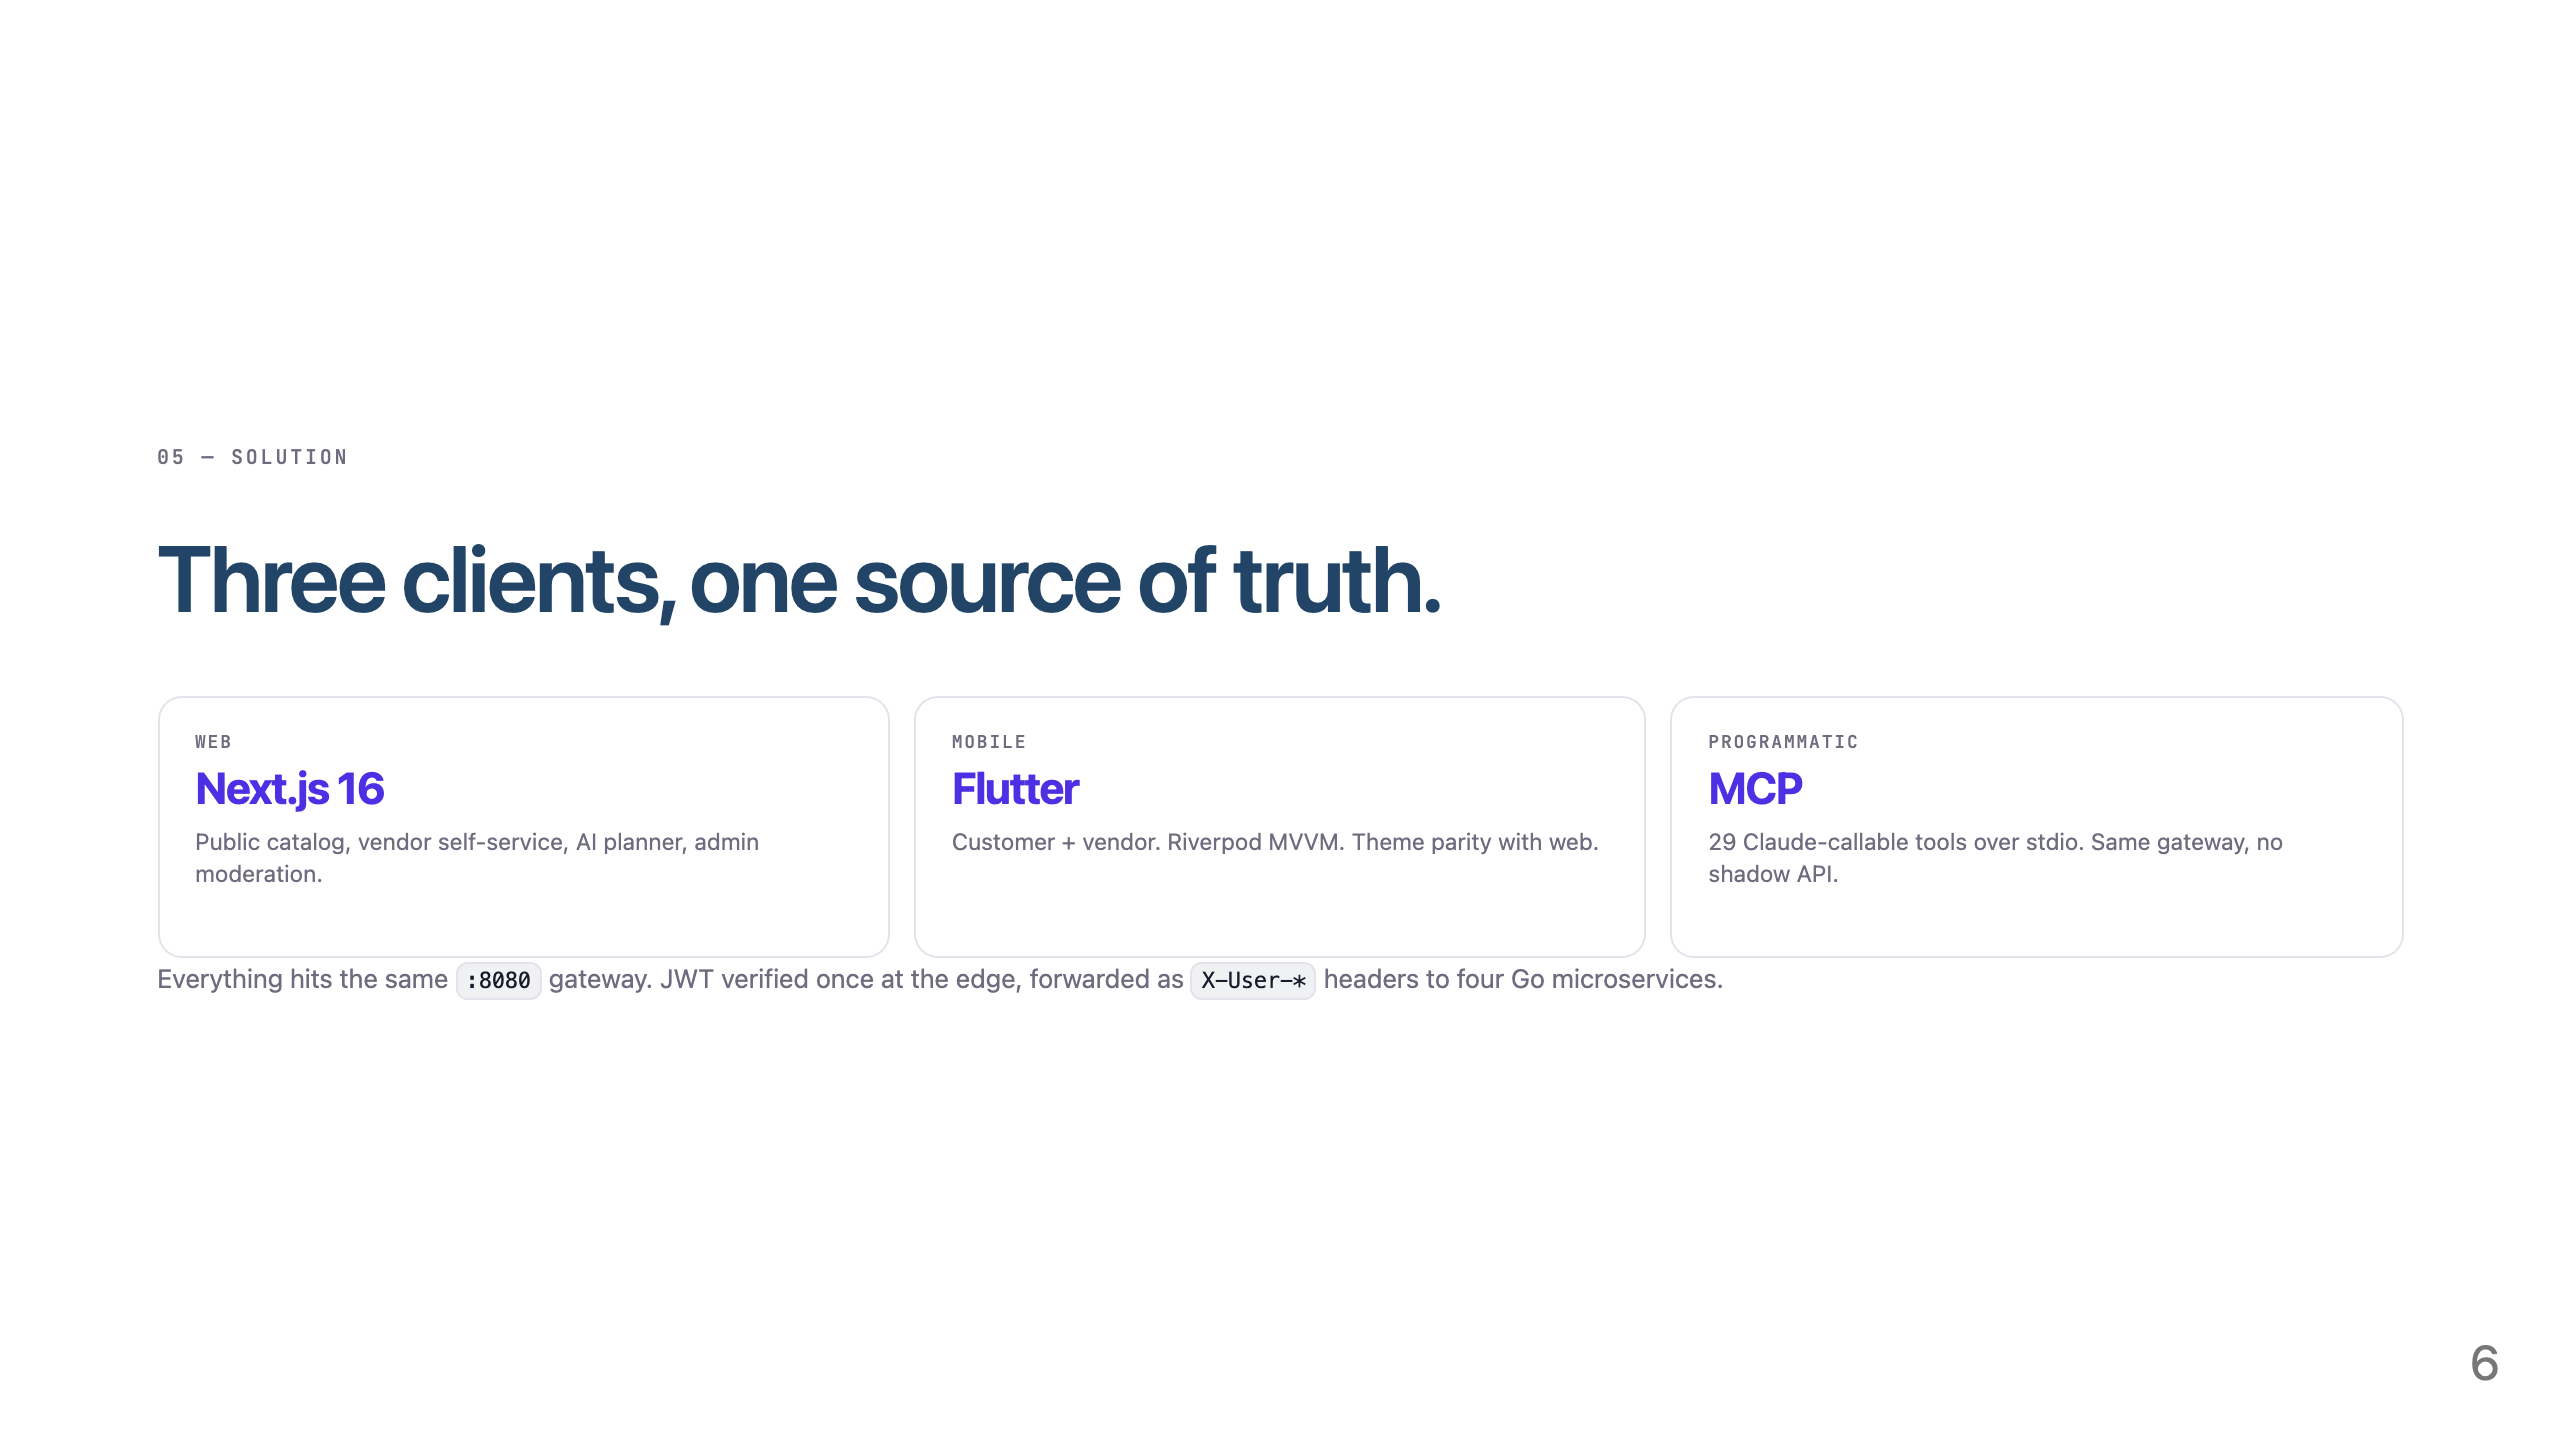 05 — SOLUTION
Three clients, one source of truth.
WEB
Next.js 16
Public catalog, vendor self-service, AI planner, admin
moderation.
MOBILE
Flutter
Customer + vendor. Riverpod MVVM. Theme parity with web.
PROGRAMMATIC
MCP
29 Claude-callable tools over stdio. Same gateway, no
shadow API.
Everything hits the same :8080 gateway. JWT verified once at the edge, forwarded as X-User-* headers to four Go microservices.
6